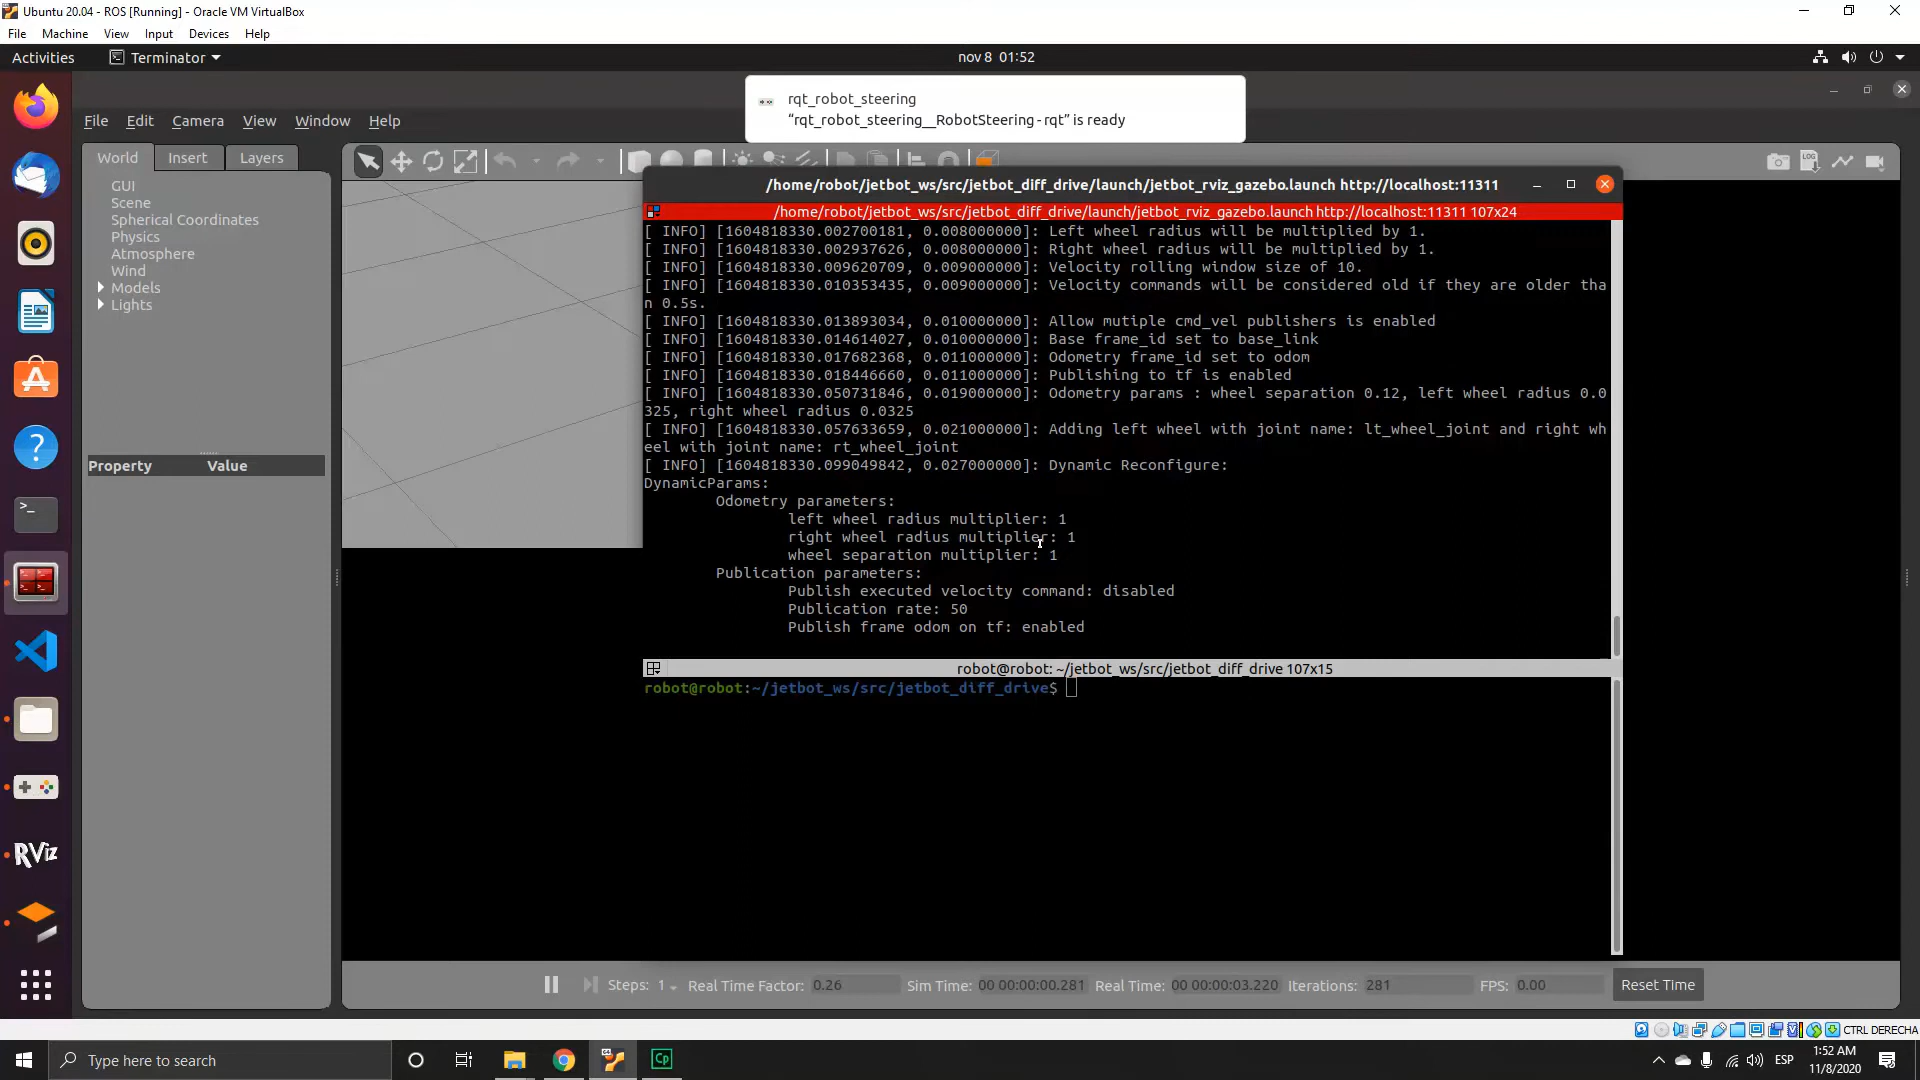 Ubuntu 20.04 - ROS [Running] - Oracle VM VirtualBox
File Machine View Input Devices Help
Activities Terminator nov 8 01:52
rqt_robot_steering
“rqt_robot_steering__RobotSteering - rqt” is ready
File Edit Camera View Window Help
World Insert Layers
GUI
Scene
Spherical Coordinates
Physics
Atmosphere
Wind
Models
Lights
Property Value
LOG
/home/robot/jetbot_ws/src/jetbot_diff_drive/launch/jetbot_rviz_gazebo.launch http://localhost:11311
/home/robot/jetbot_ws/src/jetbot_diff_drive/launch/jetbot_rviz_gazebo.launch http://localhost:11311 107x24
[ INFO] [1604818330.002700181, 0.008000000]: Left wheel radius will be multiplied by 1.
[ INFO] [1604818330.002937626, 0.008000000]: Right wheel radius will be multiplied by 1.
[ INFO] [1604818330.009620709, 0.009000000]: Velocity rolling window size of 10.
[ INFO] [1604818330.010353435, 0.009000000]: Velocity commands will be considered old if they are older tha
n 0.5s.
[ INFO] [1604818330.013893034, 0.010000000]: Allow mutiple cmd_vel publishers is enabled
[ INFO] [1604818330.014614027, 0.010000000]: Base frame_id set to base_link
[ INFO] [1604818330.017682368, 0.011000000]: Odometry frame_id set to odom
[ INFO] [1604818330.018446660, 0.011000000]: Publishing to tf is enabled
[ INFO] [1604818330.050731846, 0.019000000]: Odometry params : wheel separation 0.12, left wheel radius 0.0
325, right wheel radius 0.0325
[ INFO] [1604818330.057633659, 0.021000000]: Adding left wheel with joint name: lt_wheel_joint and right wh
eel with joint name: rt_wheel_joint
[ INFO] [1604818330.099049842, 0.027000000]: Dynamic Reconfigure:
DynamicParams:
Odometry parameters:
left wheel radius multiplier: 1
right wheel radius multiplier: 1
wheel separation multiplier: 1
Publication parameters:
Publish executed velocity command: disabled
Publication rate: 50
Publish frame odom on tf: enabled
robot@robot: ~/jetbot_ws/src/jetbot_diff_drive 107x15
robot@robot:~/jetbot_ws/src/jetbot_diff_drive$
RViz
Steps: 1 Real Time Factor: 0.26 Sim Time: 00 00:00:00.281 Real Time: 00 00:00:03.220 Iterations: 281 FPS: 0.00 Reset Time
CTRL DERECHA
Type here to search
Cp
ESP
1:52 AM
11/8/2020